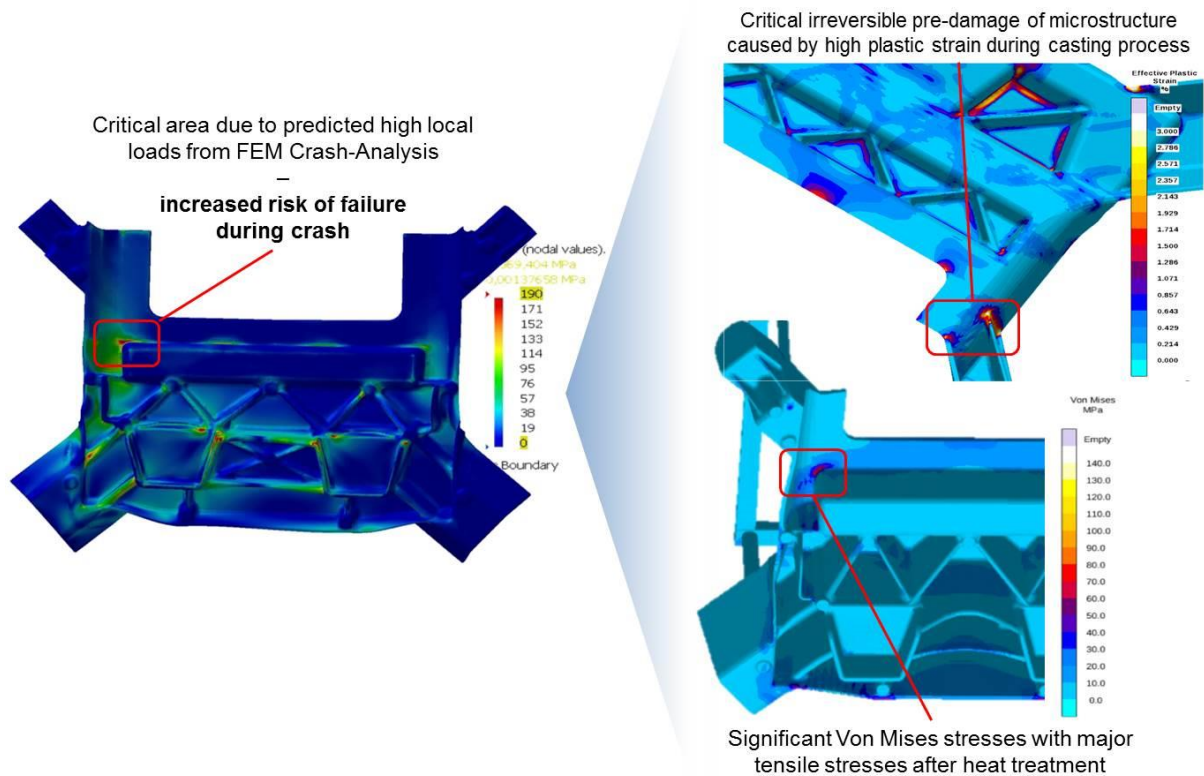 Critical area due to predicted high local
loads from FEM Crash-Analysis
–
increased risk of failure
during crash
(nodal values).
69,404 MPa
0,00137658 MPa
190
171
152
133
114
95
76
57
38
19
0
Boundary
Critical irreversible pre-damage of microstructure
caused by high plastic strain during casting process
Effective Plastic
Strain
%
Empty
3.000
2.786
2.571
2.357
2.143
1.929
1.714
1.500
1.286
1.071
0.857
0.643
0.429
0.214
0.000
Von Mises
MPa
Empty
140.0
130.0
120.0
110.0
100.0
90.0
80.0
70.0
60.0
50.0
40.0
30.0
20.0
10.0
0.0
Significant Von Mises stresses with major
tensile stresses after heat treatment